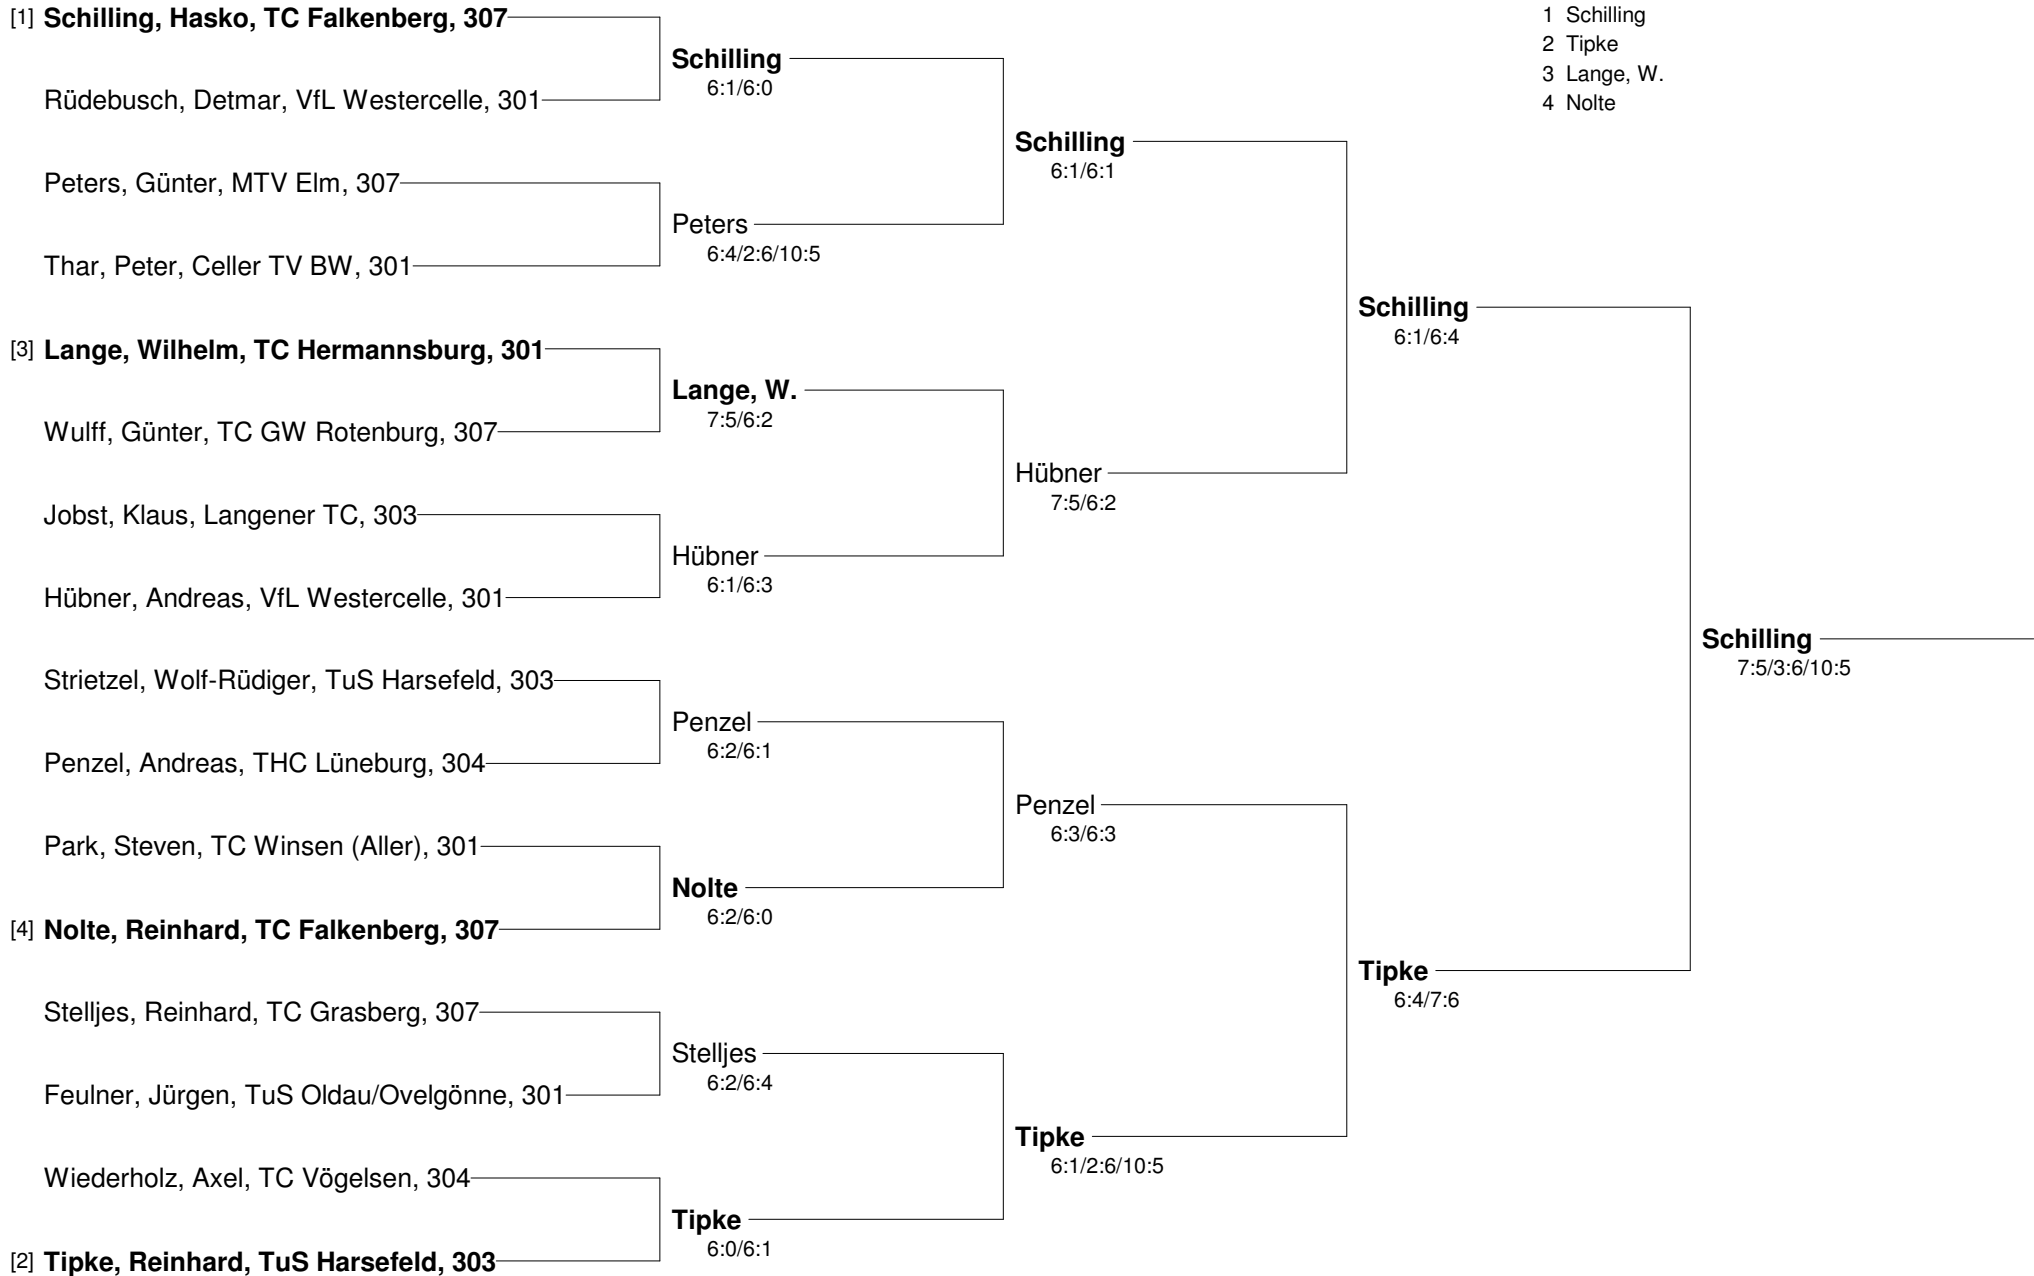 [1] Schilling, Hasko, TC Falkenberg, 307
Rüdebusch, Detmar, VfL Westercelle, 301
Peters, Günter, MTV Elm, 307
Thar, Peter, Celler TV BW, 301
[3] Lange, Wilhelm, TC Hermannsburg, 301
Wulff, Günter, TC GW Rotenburg, 307
Jobst, Klaus, Langener TC, 303
Hübner, Andreas, VfL Westercelle, 301
Strietzel, Wolf-Rüdiger, TuS Harsefeld, 303
Penzel, Andreas, THC Lüneburg, 304
Park, Steven, TC Winsen (Aller), 301
[4] Nolte, Reinhard, TC Falkenberg, 307
Stelljes, Reinhard, TC Grasberg, 307
Feulner, Jürgen, TuS Oldau/Ovelgönne, 301
Wiederholz, Axel, TC Vögelsen, 304
[2] Tipke, Reinhard, TuS Harsefeld, 303
Schilling
6:1/6:0
Peters
6:4/2:6/10:5
Lange, W.
7:5/6:2
Hübner
6:1/6:3
Penzel
6:2/6:1
Nolte
6:2/6:0
Stelljes
6:2/6:4
Tipke
6:0/6:1
Schilling
6:1/6:1
Hübner
7:5/6:2
Penzel
6:3/6:3
Tipke
6:1/2:6/10:5
Schilling
6:1/6:4
Tipke
6:4/7:6
Schilling
7:5/3:6/10:5
1 Schilling
2 Tipke
3 Lange, W.
4 Nolte